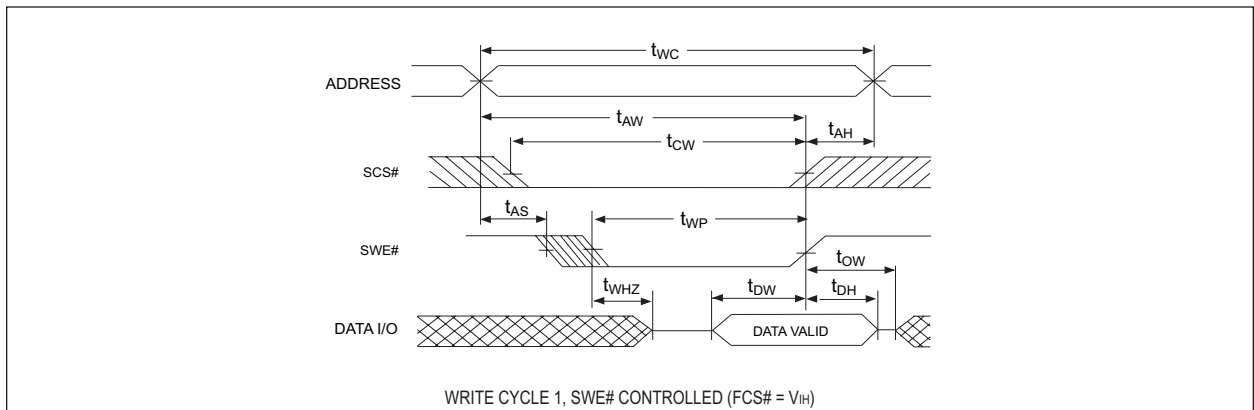 tWC
ADDRESS
tAW
tCW
tAH
SCS#
tAS
tWP
SWE#
tOW
tWHZ
tDW
tDH
DATA I/O
DATA VALID
WRITE CYCLE 1, SWE# CONTROLLED (FCS# = VIH)